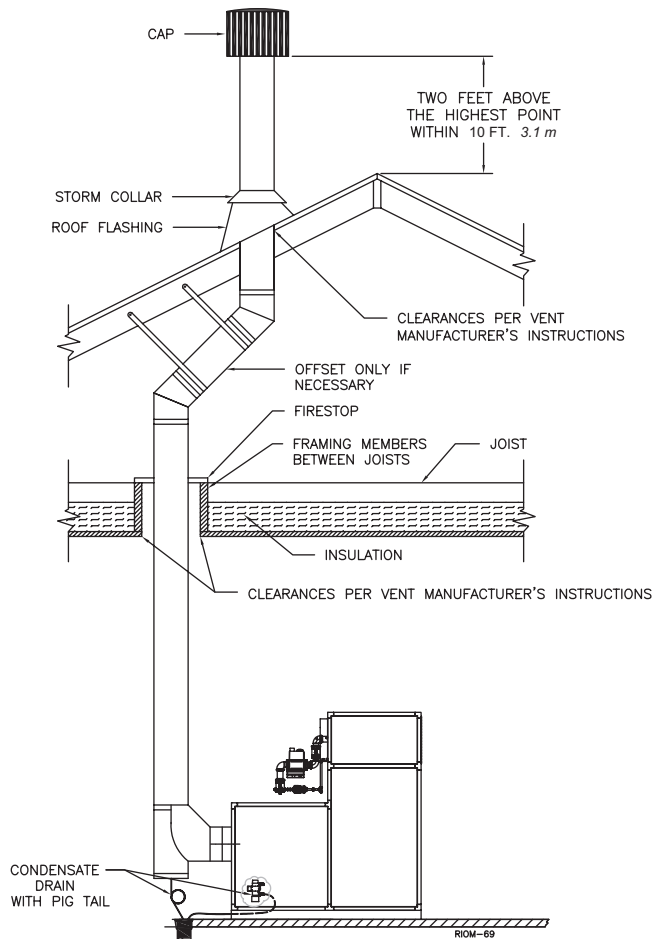 CAP
TWO FEET ABOVE
THE HIGHEST POINT
WITHIN 10 FT. 3.1 m
STORM COLLAR
ROOF FLASHING
CLEARANCES PER VENT
MANUFACTURER'S INSTRUCTIONS
OFFSET ONLY IF
NECESSARY
FIRESTOP
FRAMING MEMBERS
BETWEEN JOISTS
JOIST
INSULATION
CLEARANCES PER VENT MANUFACTURER'S INSTRUCTIONS
CONDENSATE
DRAIN
WITH PIG TAIL
RIOM-69